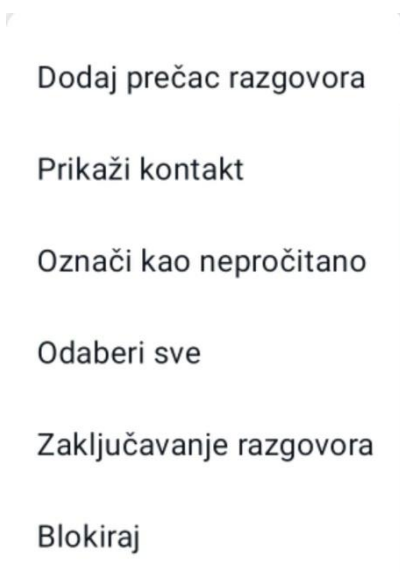 Dodaj prečac razgovora
Prikaži kontakt
Označi kao nepročitano
Odaberi sve
Zaključavanje razgovora
Blokiraj